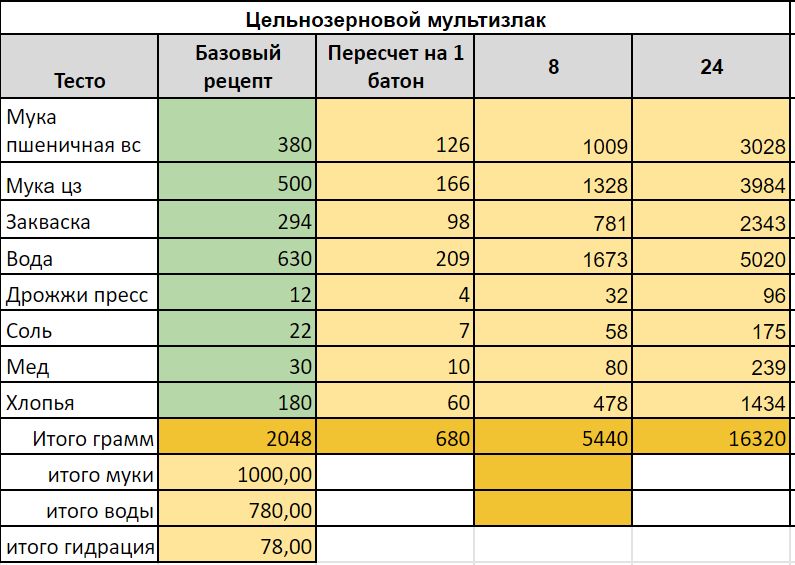 Цельнозерновой мультизлак
Тесто Базовый рецепт Пересчет на 1 батон 8 24
Мука пшеничная вс 380 126 1009 3028
Мука цз 500 166 1328 3984
Закваска 294 98 781 2343
Вода 630 209 1673 5020
Дрожжи пресс 12 4 32 96
Соль 22 7 58 175
Мед 30 10 80 239
Хлопья 180 60 478 1434
Итого грамм 2048 680 5440 16320
итого муки 1000,00
итого воды 780,00
итого гидрация 78,00